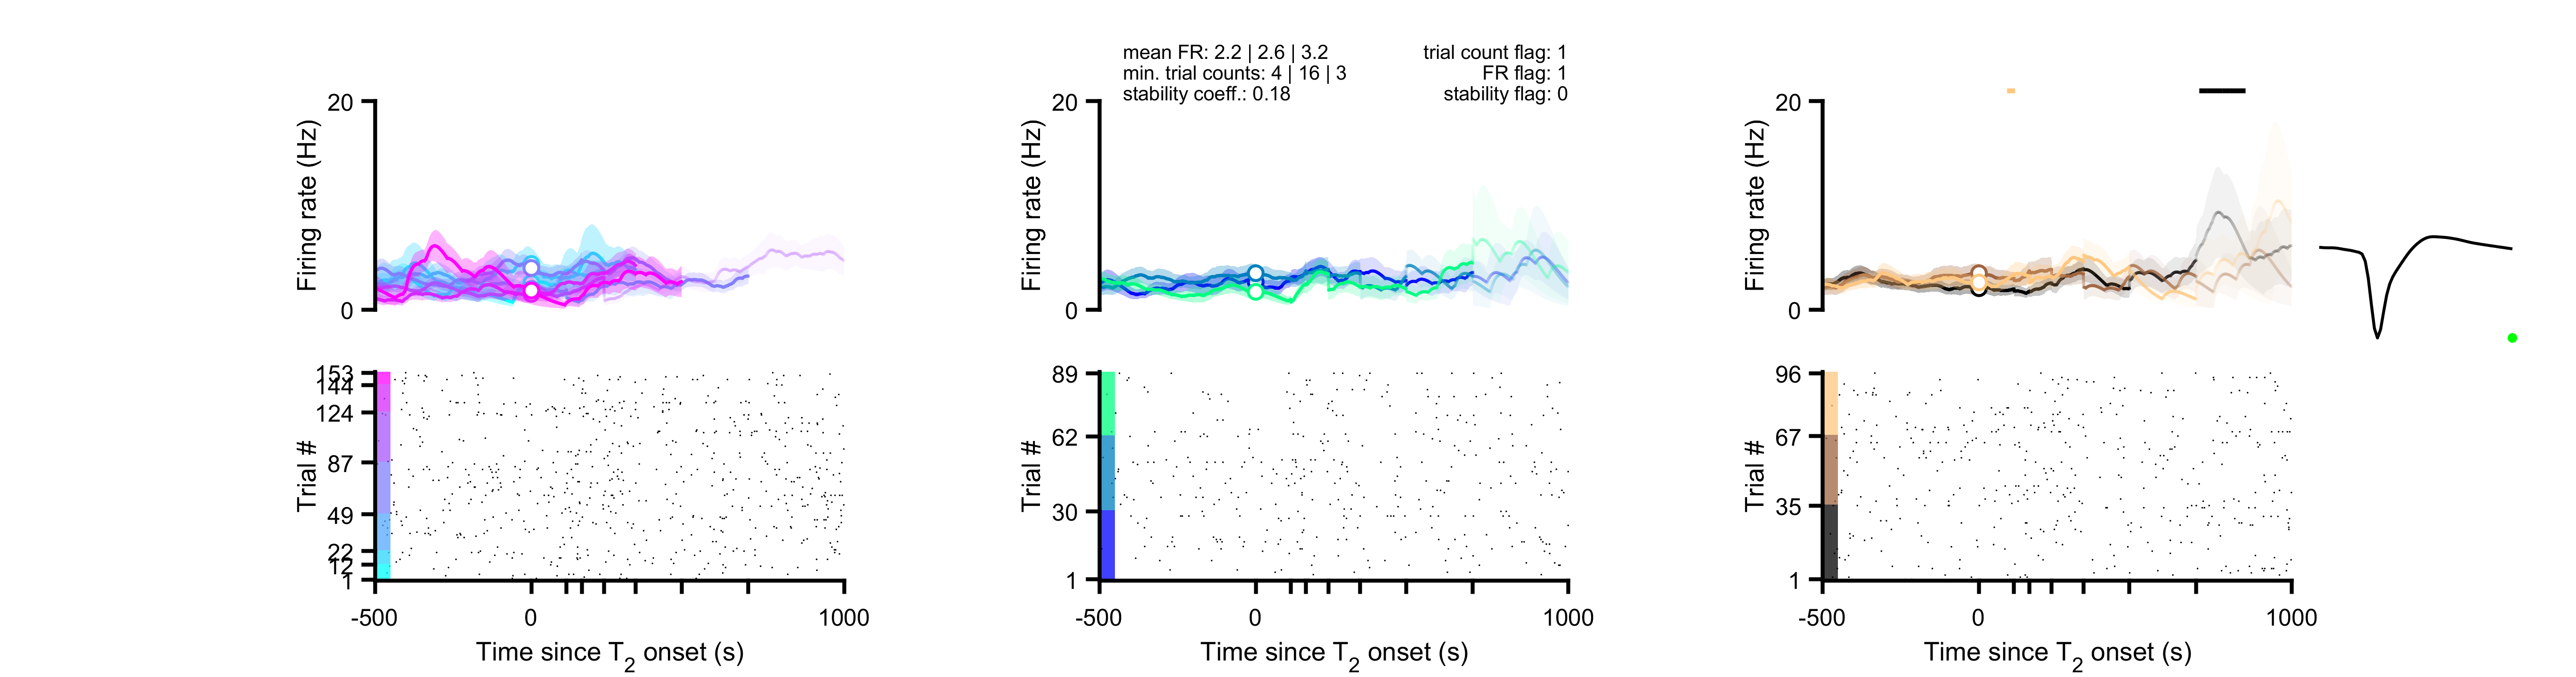 mean FR: 2.2 | 2.6 | 3.2
min. trial counts: 4 | 16 | 3
stability coeff.: 0.18
trial count flag: 1
FR flag: 1
stability flag: 0
20
Firing rate (Hz)
0
20
Firing rate (Hz)
0
20
Firing rate (Hz)
0
153
144
124
87
49
22
12
1
Trial #
-500
0
1000
Time since T2 onset (s)
89
62
30
1
Trial #
-500
0
1000
Time since T2 onset (s)
96
67
35
1
Trial #
-500
0
1000
Time since T2 onset (s)